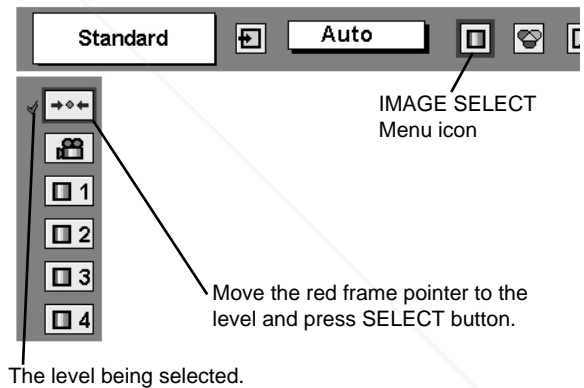 Standard
Auto
IMAGE SELECT
Menu icon
1
2
3
4
Move the red frame pointer to the
level and press SELECT button.
The level being selected.